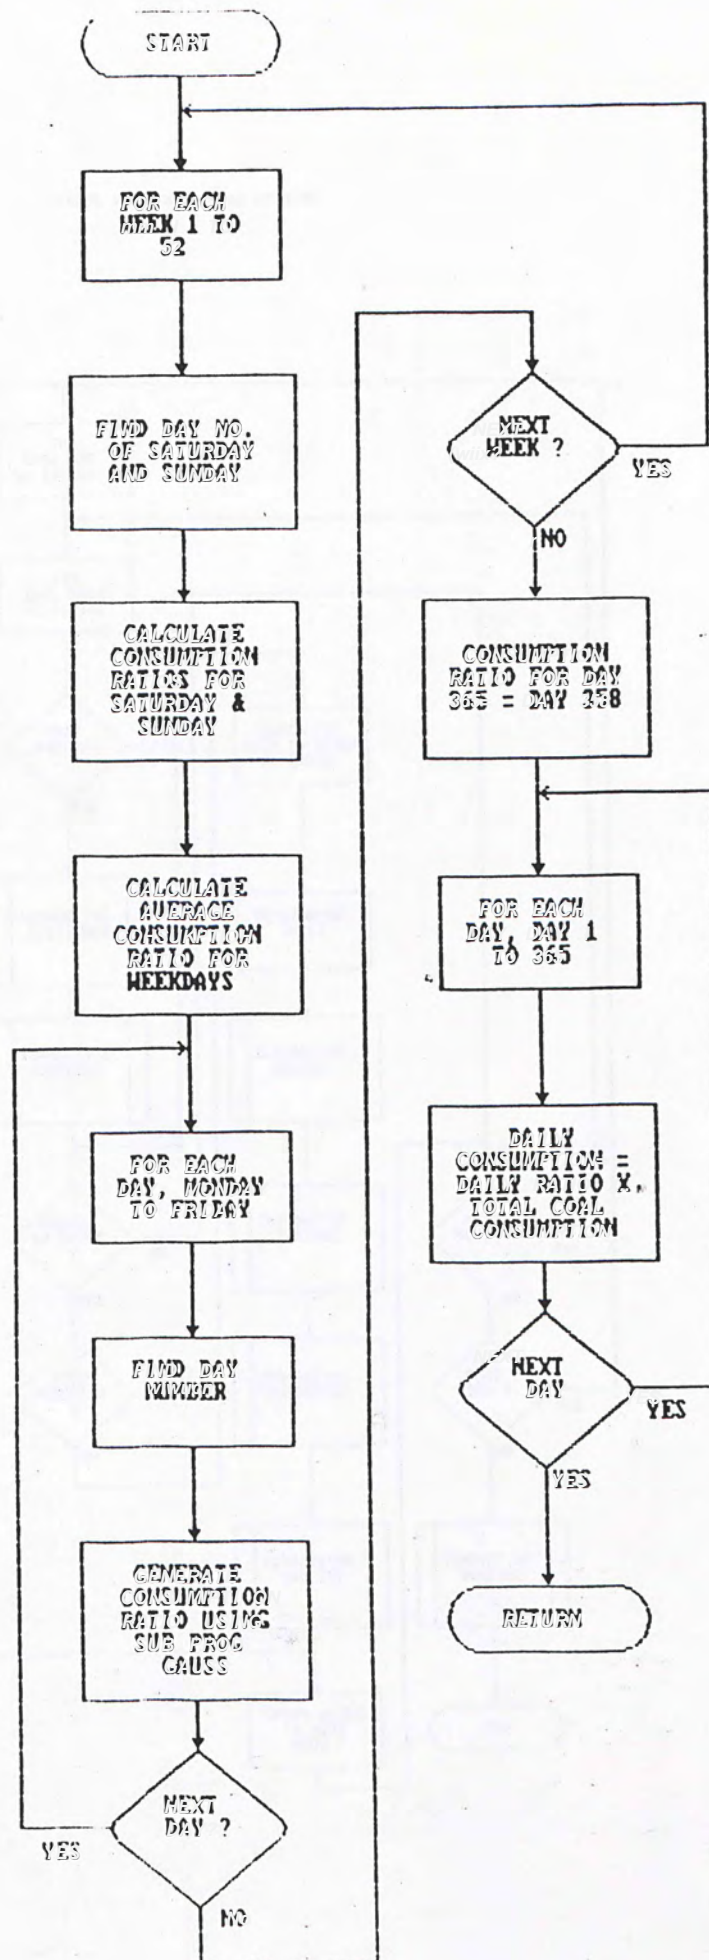 START
FOR EACH
WEEK 1 TO
52
FIND DAY NO.
OF SATURDAY
AND SUNDAY
CALCULATE
CONSUMPTION
RATIOS FOR
SATURDAY &
SUNDAY
CALCULATE
AVERAGE
CONSUMPTION
RATIO FOR
WEEKDAYS
FOR EACH
DAY, MONDAY
TO FRIDAY
FIND DAY
NUMBER
GENERATE
CONSUMPTION
RATIO USING
SUB PROG
GAUSS
NEXT
DAY ?
YES
NO
NEXT
WEEK ?
YES
NO
CONSUMPTION
RATIO FOR DAY
365 = DAY 358
FOR EACH
DAY, DAY 1
TO 365
DAILY
CONSUMPTION =
DAILY RATIO X
TOTAL COAL
CONSUMPTION
NEXT
DAY
YES
YES
RETURN